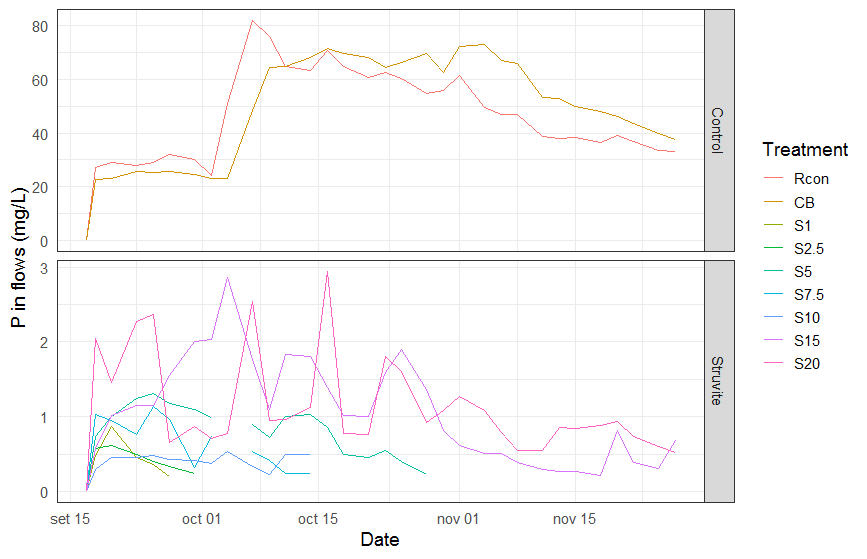 80
60
40
20
0
Control
3
2
1
0
Struvite
P in flows (mg/L)
set 15
oct 01
oct 15
nov 01
nov 15
Date
Treatment
Rcon
CB
S1
S2.5
S5
S7.5
S10
S15
S20